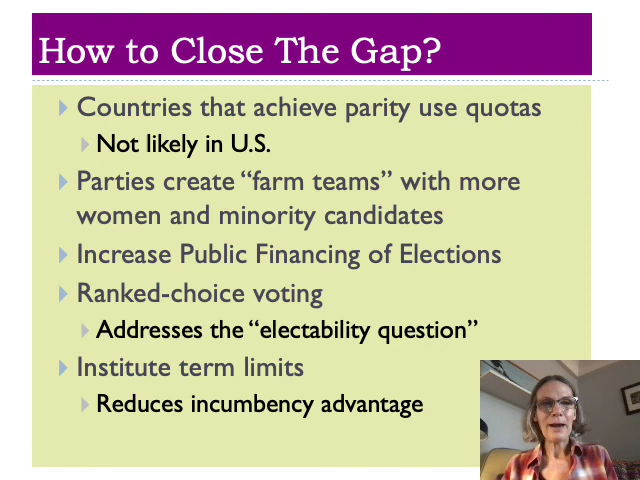 How to Close The Gap?
Countries that achieve parity use quotas
Not likely in U.S.
Parties create “farm teams” with more
women and minority candidates
Increase Public Financing of Elections
Ranked-choice voting
Addresses the “electability question”
Institute term limits
Reduces incumbency advantage